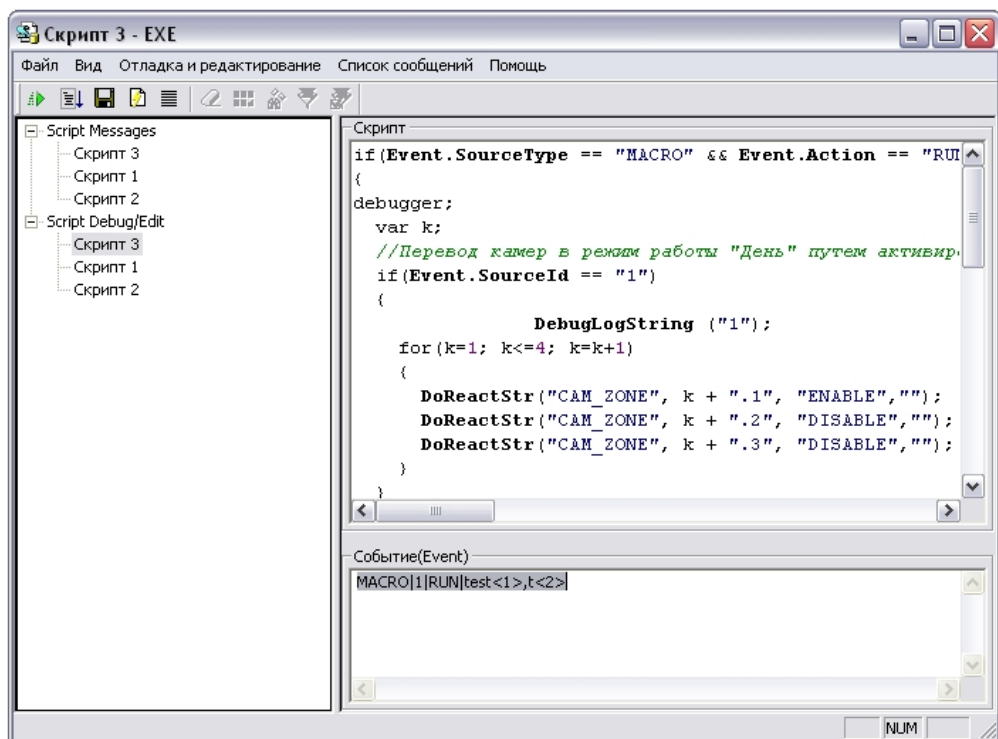 Скрипт 3 - EXE
Файл Вид Отладка и редактирование Список сообщений Помощь
Script Messages
Скрипт 3
Скрипт 1
Скрипт 2
Script Debug/Edit
Скрипт 3
Скрипт 1
Скрипт 2
Скрипт
if(Event.SourceType == "MACRO" && Event.Action == "RUN
{
debugger;
var k;
//Перевод камер в режим работы "День" путем активир
if(Event.SourceId == "1")
{
DebugLogString ("1");
for(k=1; k<=4; k=k+1)
{
DoReactStr("CAM_ZONE", k + ".1", "ENABLE","");
DoReactStr("CAM_ZONE", k + ".2", "DISABLE","");
DoReactStr("CAM_ZONE", k + ".3", "DISABLE","");
}
}
Событие(Event)
MACRO|1|RUN|test<1>,t<2>
NUM